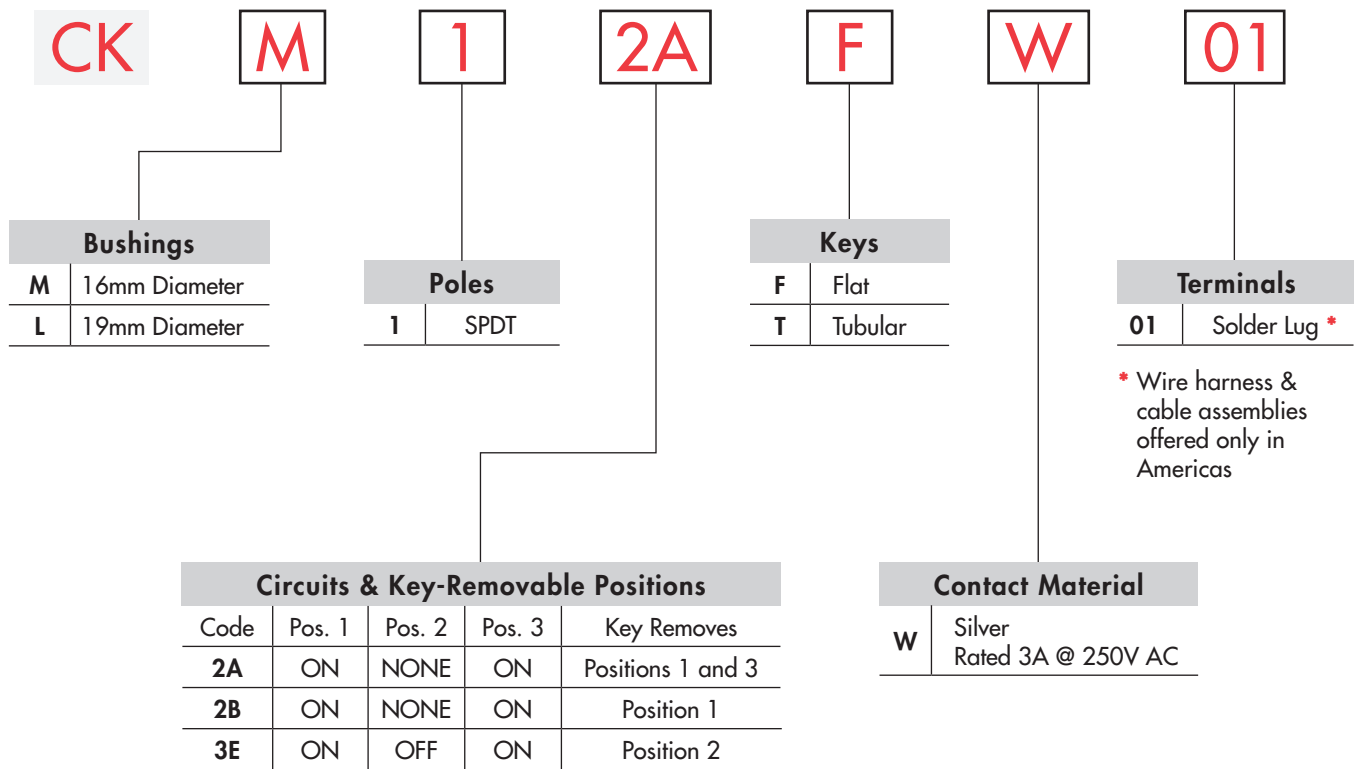 CK M 1 2A F W 01
Bushings
M 16mm Diameter
L 19mm Diameter
Poles
1 SPDT
Keys
F Flat
T Tubular
Terminals
01 Solder Lug *
* Wire harness &
cable assemblies
offered only in
Americas
Circuits & Key-Removable Positions
Code Pos. 1 Pos. 2 Pos. 3 Key Removes
2A ON NONE ON Positions 1 and 3
2B ON NONE ON Position 1
3E ON OFF ON Position 2
Contact Material
W Silver
Rated 3A @ 250V AC